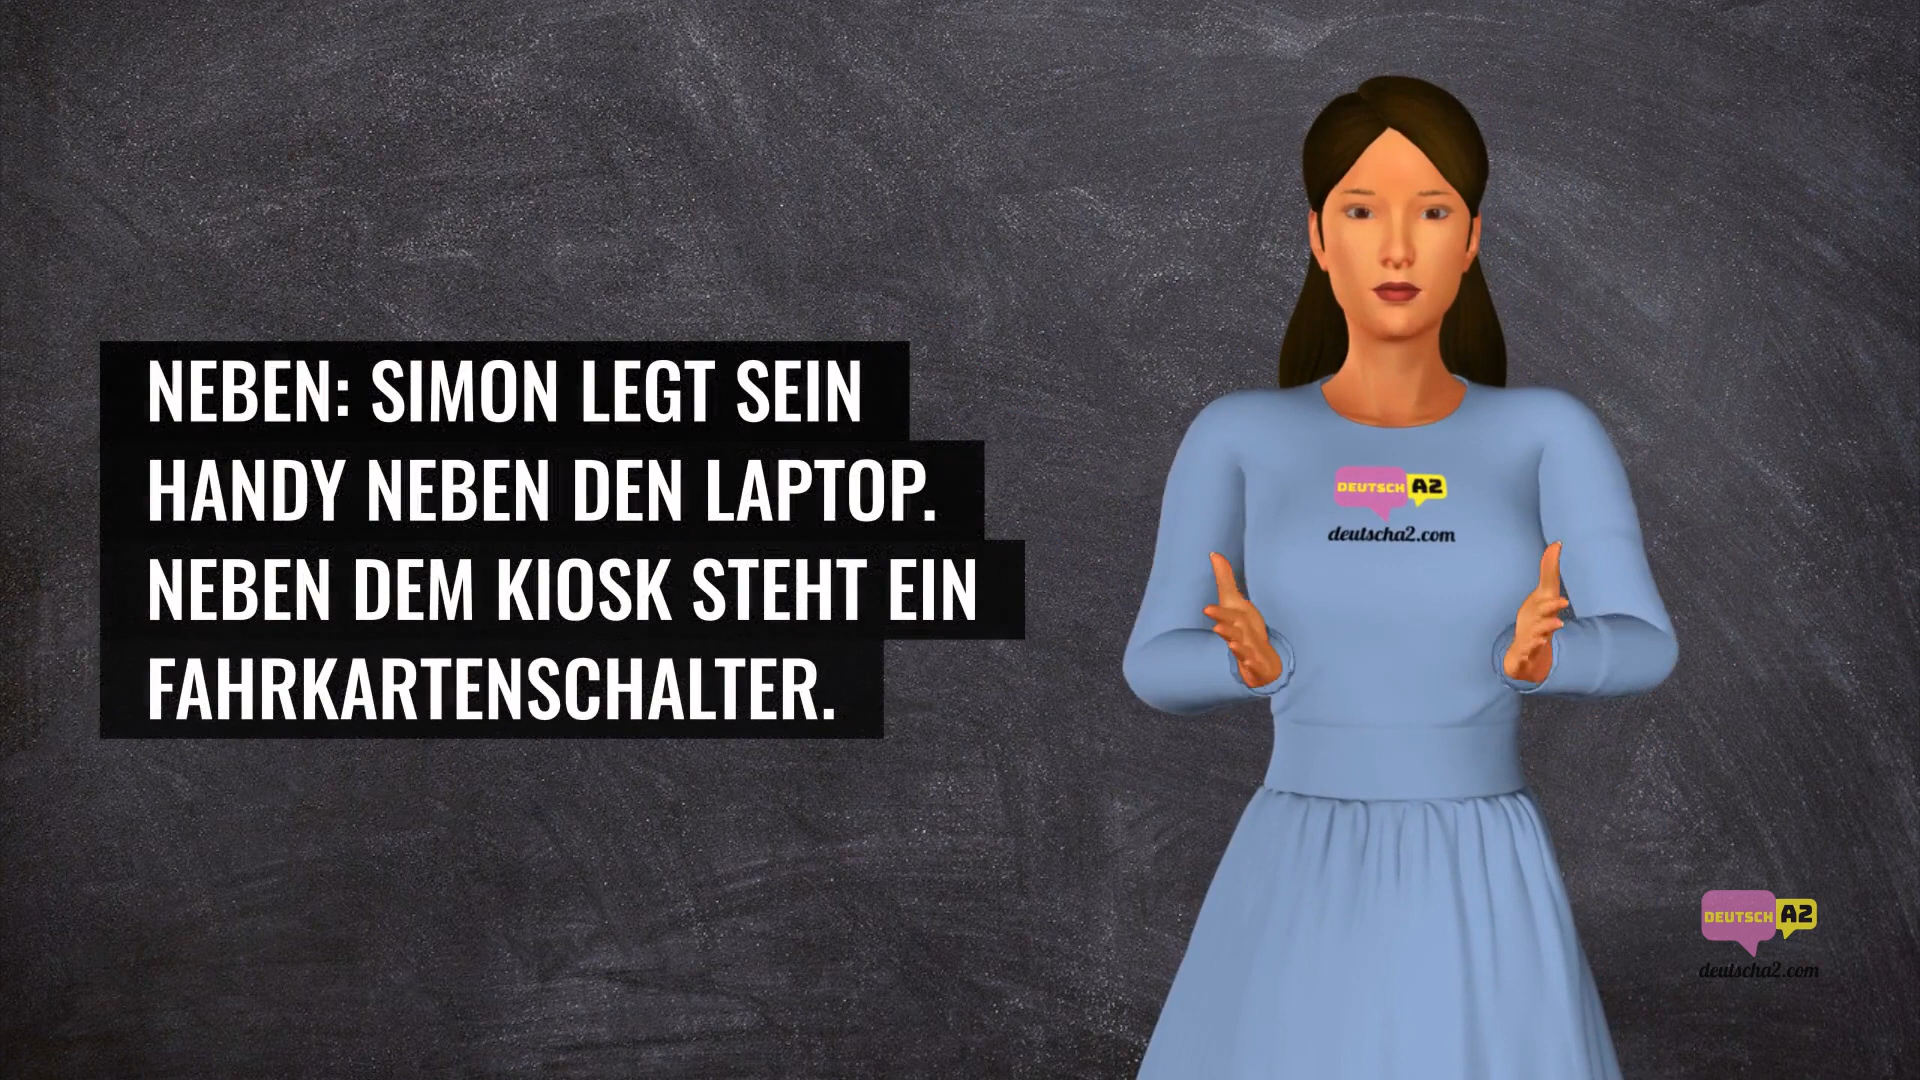 NEBEN: SIMON LEGT SEIN
HANDY NEBEN DEN LAPTOP.
NEBEN DEM KIOSK STEHT EIN
FAHRKARTENSCHALTER.
DEUTSCH A2
deutscha2.com
DEUTSCH A2
deutscha2.com